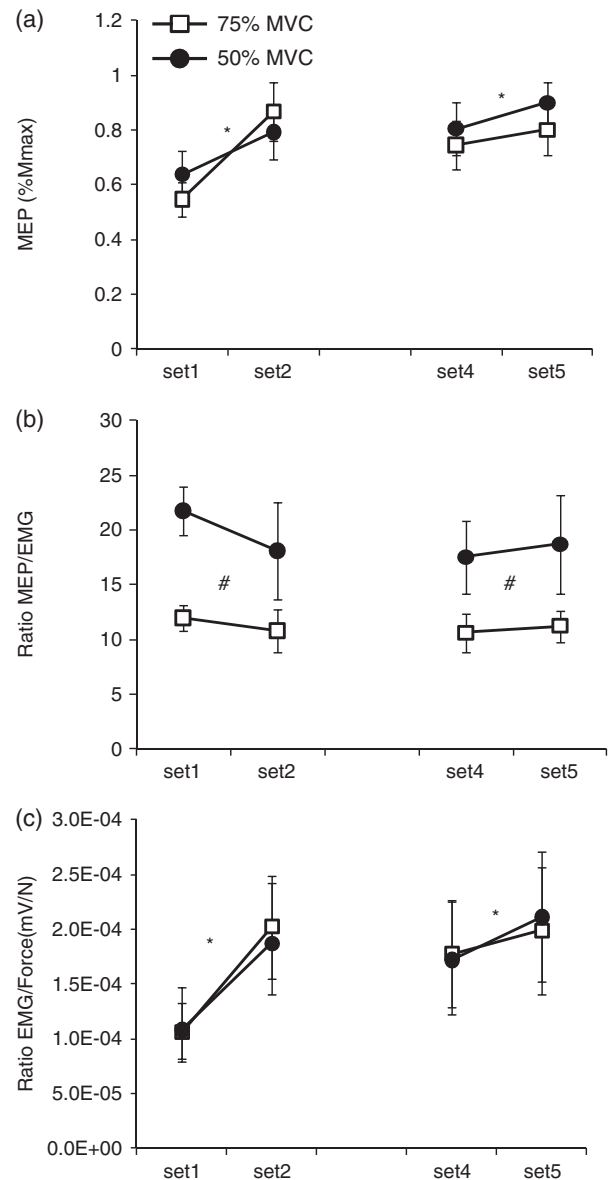 (a)
75% MVC
50% MVC
MEP (%Mmax)
1.2
1
0.8
0.6
0.4
0.2
0
*
*
set1 set2 set4 set5
(b)
Ratio MEP/EMG
30
25
20
15
10
5
0
#
#
set1 set2 set4 set5
(c)
Ratio EMG/Force(mV/N)
3.0E-04
2.5E-04
2.0E-04
1.5E-04
1.0E-04
5.0E-05
0.0E+00
*
*
set1 set2 set4 set5